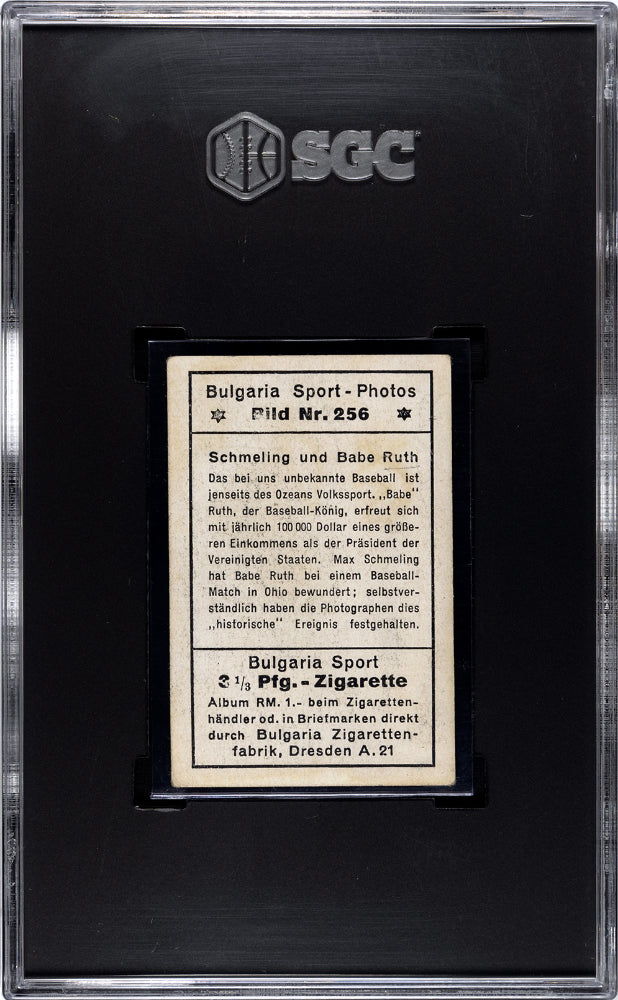 SGC
Bulgaria Sport-Photos
Bild Nr. 256
Schmeling und Babe Ruth
Das bei uns unbekannte Baseball ist
jenseits des Ozeans Volkssport. „Babe“
Ruth, der Baseball-König, erfreut sich
mit jährlich 100 000 Dollar eines größe-
ren Einkommens als der Präsident der
Vereinigten Staaten. Max Schmeling
hat Babe Ruth bei einem Baseball-
Match in Ohio bewundert; selbstver-
ständlich haben die Photographen dies
„historische“ Ereignis festgehalten.
Bulgaria Sport
3 1/3 Pfg.-Zigarette
Album RM. 1.- beim Zigaretten-
händler od. in Briefmarken direkt
durch Bulgaria Zigaretten-
fabrik, Dresden A. 21